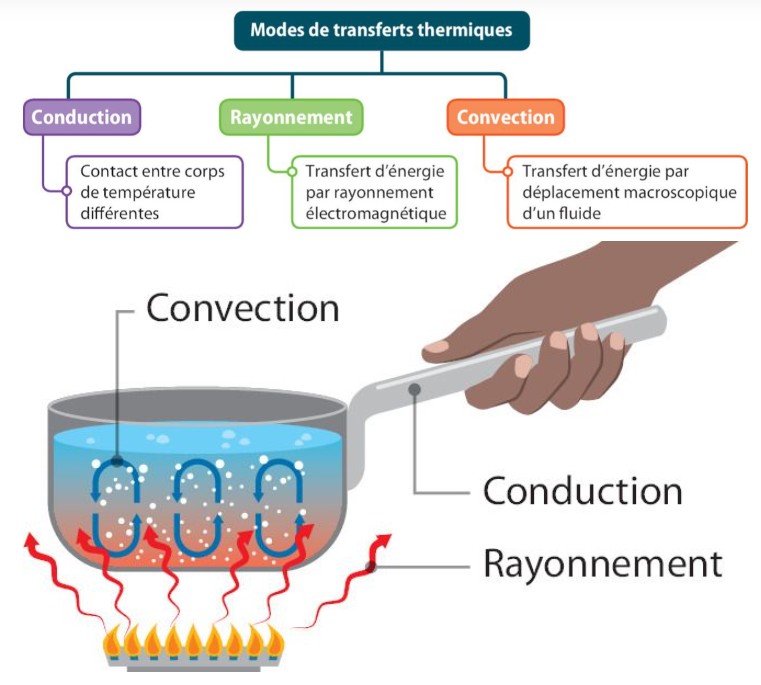 Modes de transferts thermiques
Conduction
Rayonnement
Convection
Contact entre corps
de température
différentes
Transfert d’énergie
par rayonnement
électromagnétique
Transfert d’énergie par
déplacement macroscopique
d’un fluide
Convection
Conduction
Rayonnement